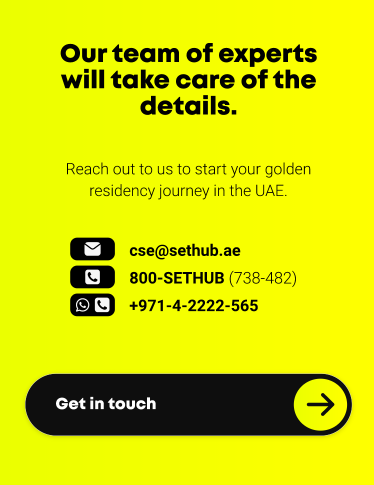 Our team of experts
will take care of the
details.
Reach out to us to start your golden
residency journey in the UAE.
cse@sethub.ae
800-SETHUB (738-482)
+971-4-2222-565
Get in touch